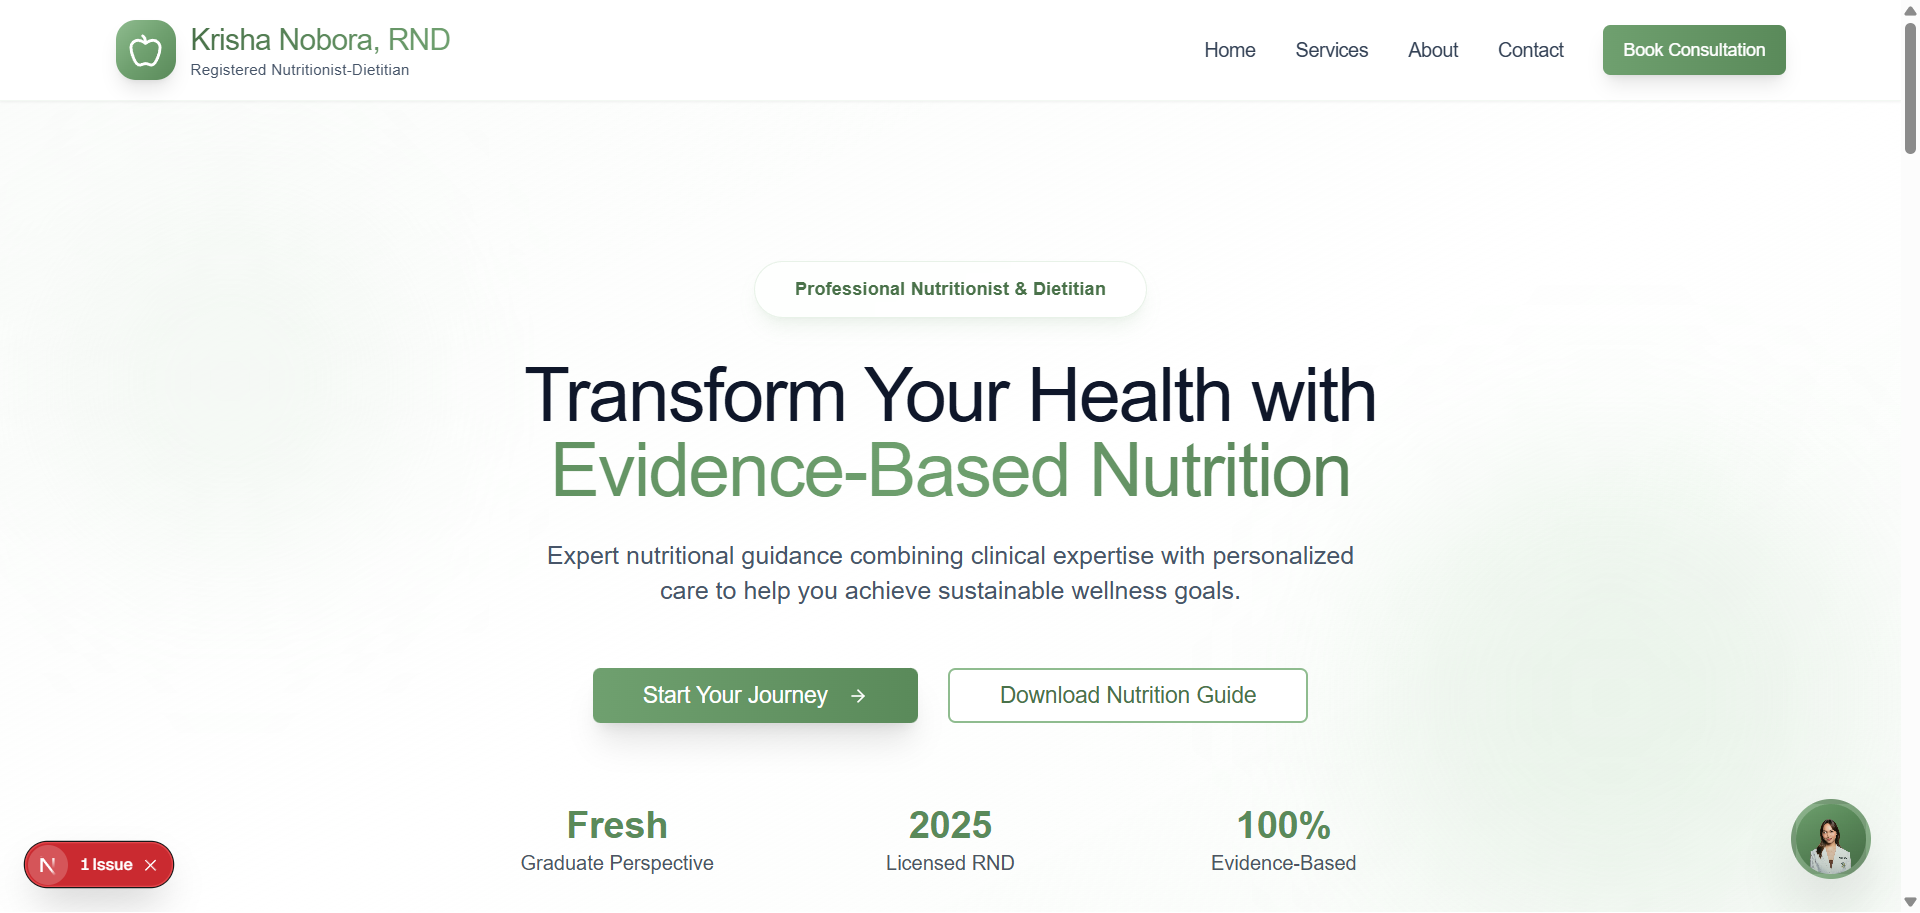 Krisha Nobora, RND
Registered Nutritionist-Dietitian
Home
Services
About
Contact
Book Consultation
Professional Nutritionist & Dietitian
Transform Your Health with
Evidence-Based Nutrition
Expert nutritional guidance combining clinical expertise with personalized
care to help you achieve sustainable wellness goals.
Start Your Journey →
Download Nutrition Guide
Fresh
Graduate Perspective
2025
Licensed RND
100%
Evidence-Based
N
1 Issue